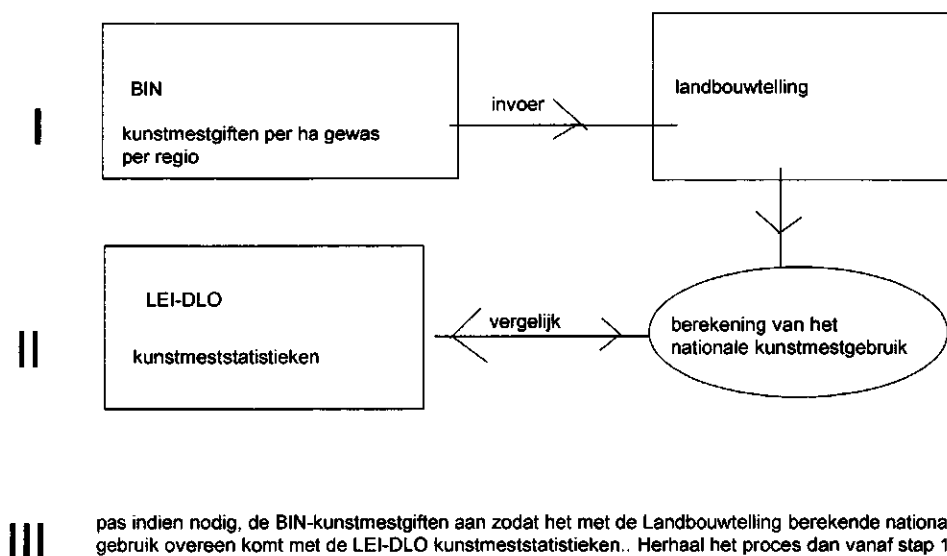 I
BIN
kunstmestgiften per ha gewas
per regio
invoer
landbouwtelling
II
LEI-DLO
kunstmeststatistieken
vergelijk
berekening van het
nationale kunstmestgebruik
III
pas indien nodig, de BIN-kunstmestgiften aan zodat het met de Landbouwtelling berekende nationa
gebruik overeen komt met de LEI-DLO kunstmeststatistieken.. Herhaal het proces dan vanaf stap 1